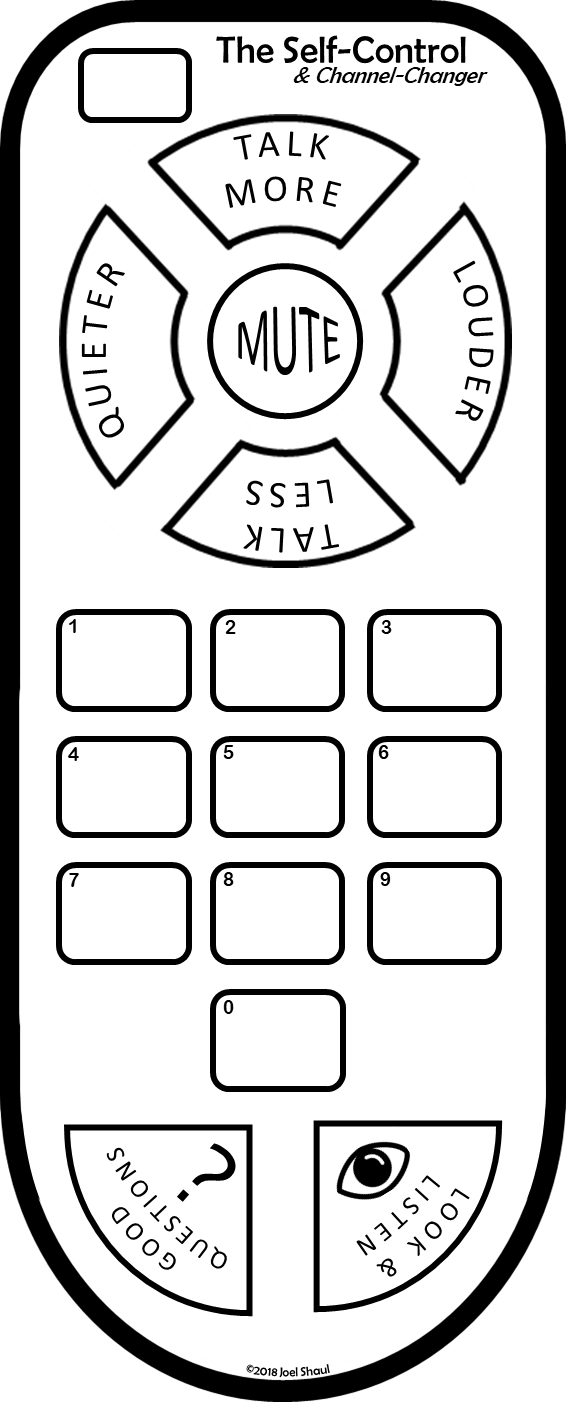 The Self-Control
& Channel-Changer
TALK
MORE
QUIETER
MUTE
LOUDER
TALK
LESS
1
2
3
4
5
6
7
8
9
0
?
GOOD
QUESTIONS
LOOK &
LISTEN
©2018 Joel Shaul